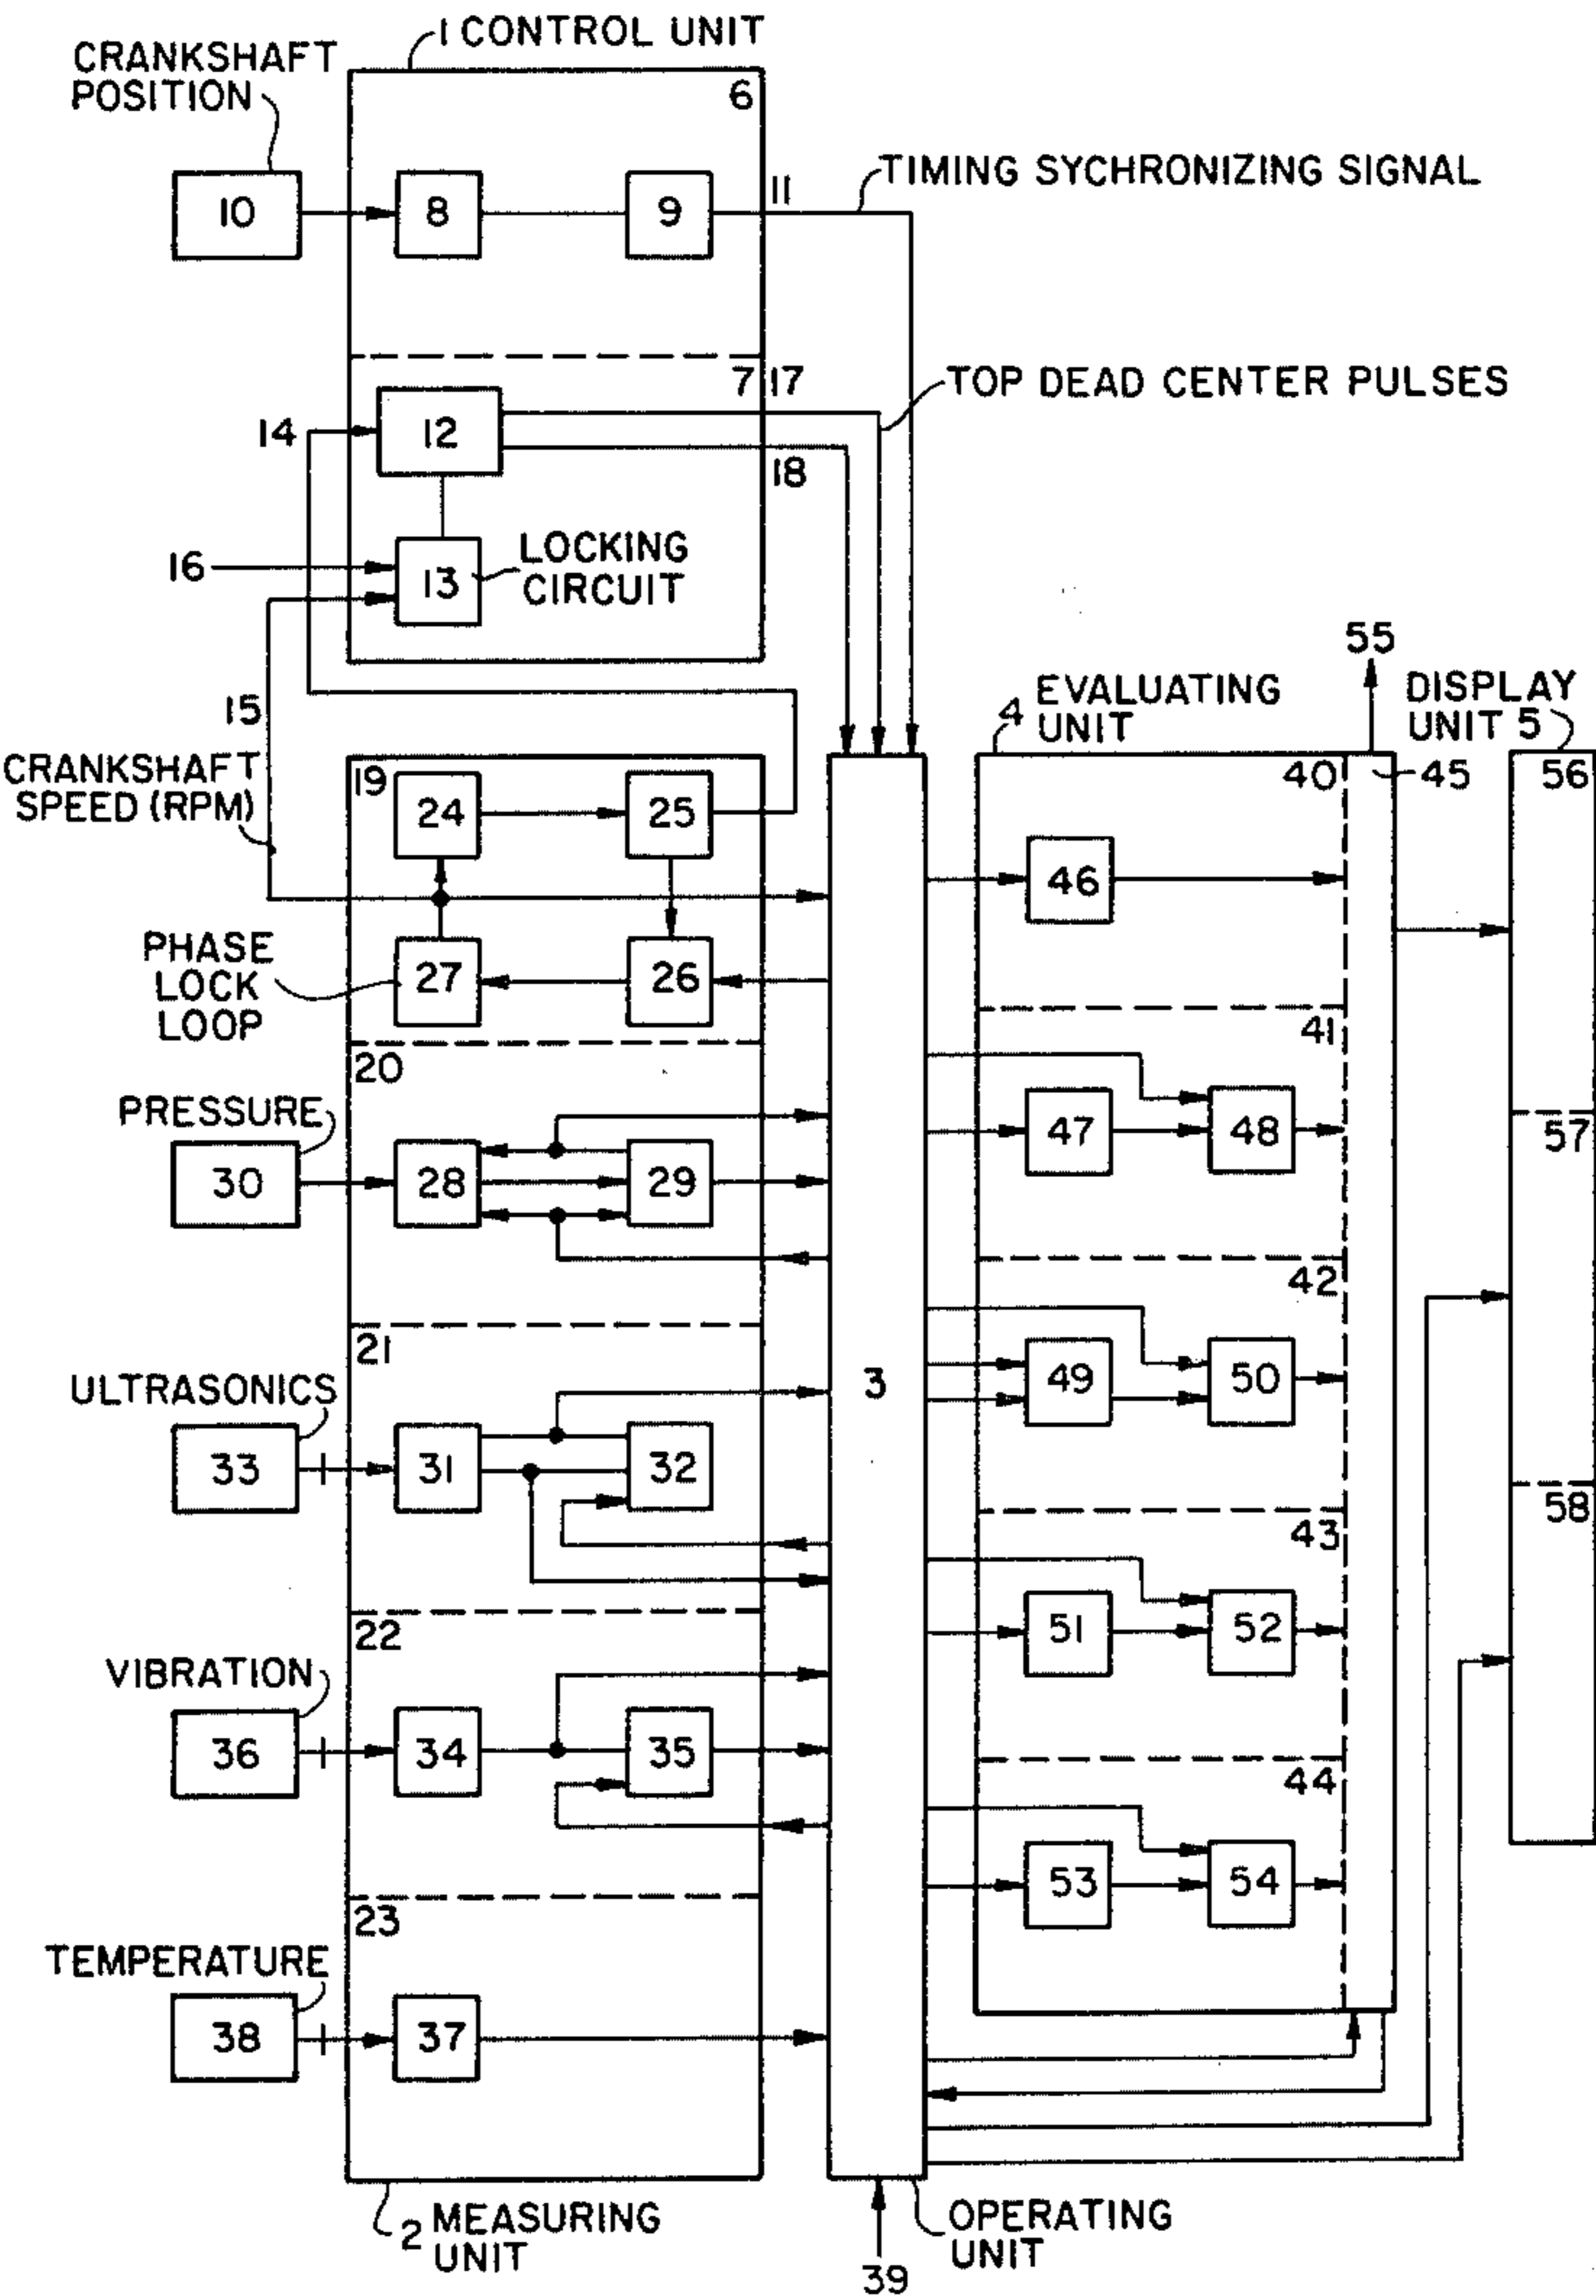 1 CONTROL UNIT
CRANKSHAFT
POSITION
6
10
8
9
11
TIMING SYCHRONIZING SIGNAL
7
17
TOP DEAD CENTER PULSES
14
12
18
16
13
LOCKING
CIRCUIT
15
CRANKSHAFT
SPEED (RPM)
19
24
25
PHASE
LOCK
LOOP
27
26
20
PRESSURE
30
28
29
21
ULTRASONICS
33
31
32
22
VIBRATION
36
34
35
23
TEMPERATURE
38
37
2 MEASURING
UNIT
3
OPERATING
UNIT
39
4 EVALUATING
UNIT
55
DISPLAY
UNIT 5
40
45
46
41
47
48
42
49
50
43
51
52
44
53
54
56
57
58